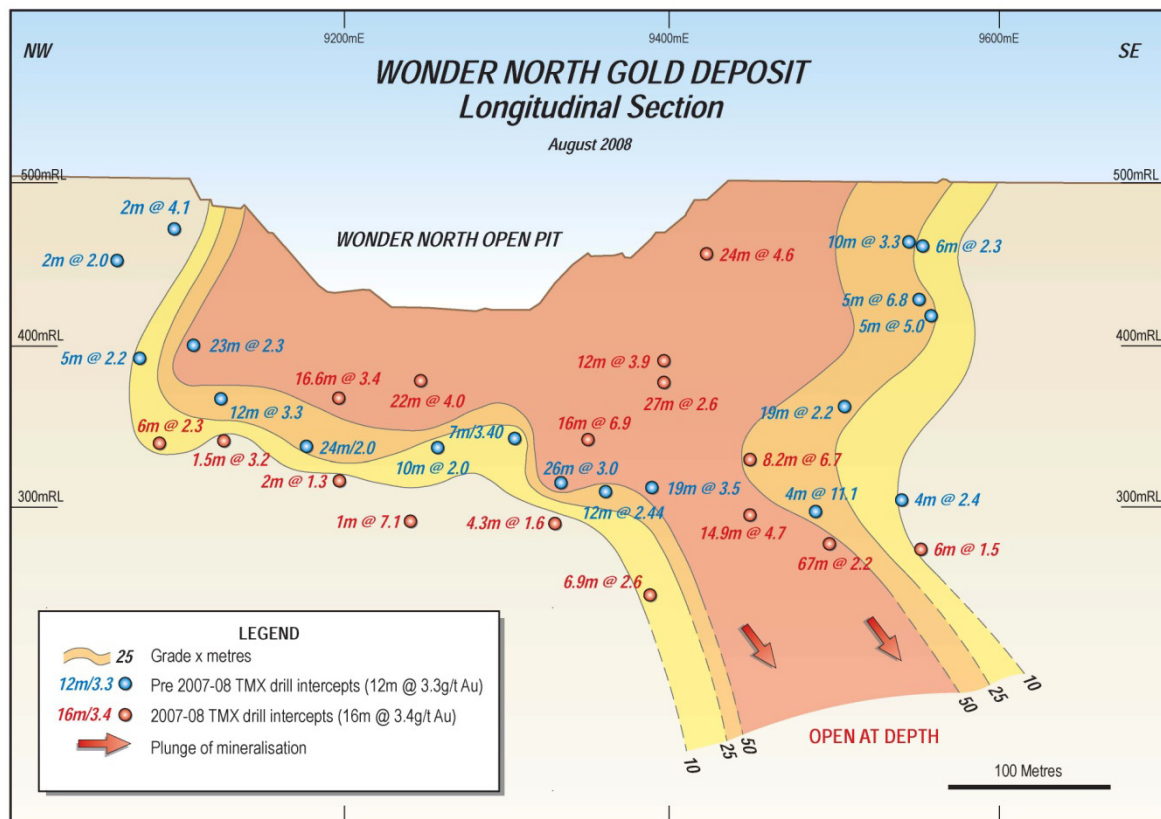 9200mE
9400mE
9600mE
NW
SE
WONDER NORTH GOLD DEPOSIT
Longitudinal Section
August 2008
500mRL
500mRL
2m @ 4.1
2m @ 2.0
WONDER NORTH OPEN PIT
24m @ 4.6
10m @ 3.3
6m @ 2.3
5m @ 6.8
5m @ 5.0
400mRL
400mRL
5m @ 2.2
23m @ 2.3
16.6m @ 3.4
22m @ 4.0
12m @ 3.9
27m @ 2.6
12m @ 3.3
19m @ 2.2
6m @ 2.3
1.5m @ 3.2
24m/2.0
7m/3.40
10m @ 2.0
16m @ 6.9
2m @ 1.3
26m @ 3.0
8.2m @ 6.7
19m @ 3.5
12m @ 2.44
4m @ 11.1
4m @ 2.4
300mRL
300mRL
1m @ 7.1
4.3m @ 1.6
14.9m @ 4.7
67m @ 2.2
6m @ 1.5
6.9m @ 2.6
LEGEND
25 Grade x metres
12m/3.3 Pre 2007-08 TMX drill intercepts (12m @ 3.3g/t Au)
16m/3.4 2007-08 TMX drill intercepts (16m @ 3.4g/t Au)
Plunge of mineralisation
10
25
50
50
25
10
OPEN AT DEPTH
100 Metres